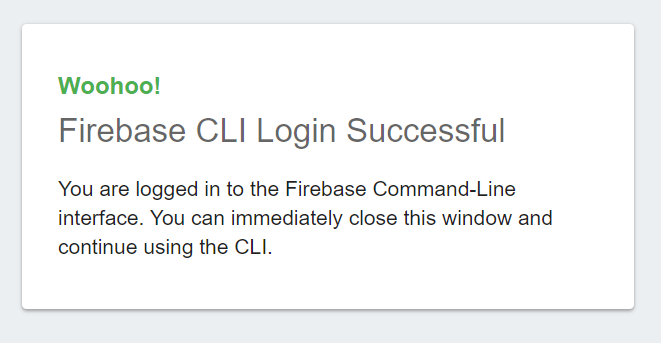 Woohoo!
Firebase CLI Login Successful
You are logged in to the Firebase Command-Line
interface. You can immediately close this window and
continue using the CLI.